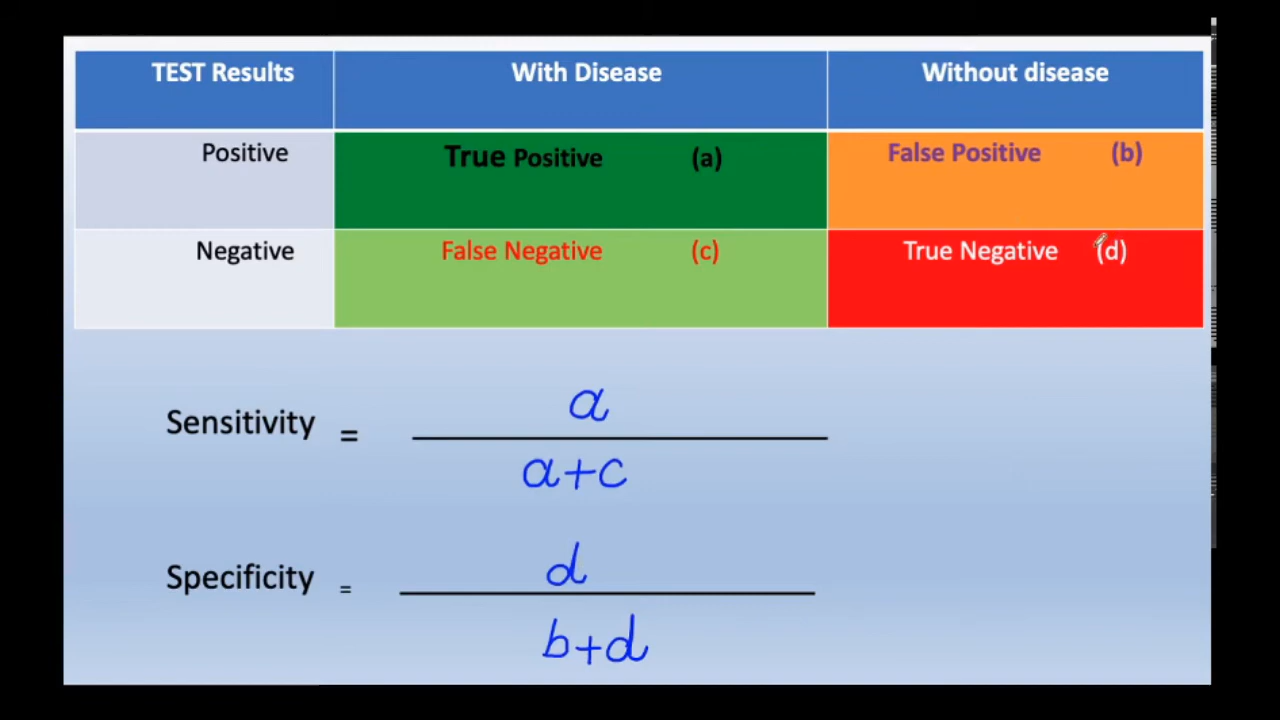 TEST Results With Disease Without disease
Positive True Positive (a) False Positive (b)
Negative False Negative (c) True Negative (d)
a
Sensitivity =
a+c
d
Specificity =
b+d